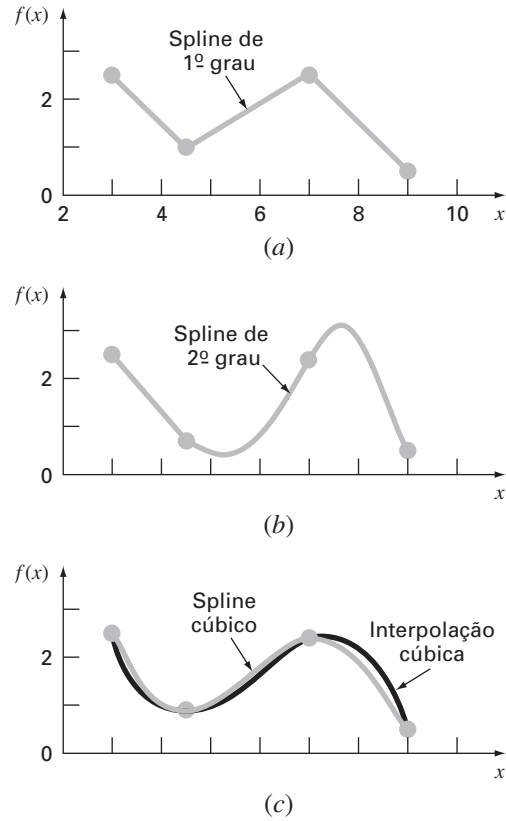 f(x)
Spline de
1º grau
2
0
2 4 6 8 10 x
(a)
f(x)
Spline de
2º grau
2
0
x
(b)
f(x)
Spline
cúbico
Interpolação
cúbica
2
0
x
(c)